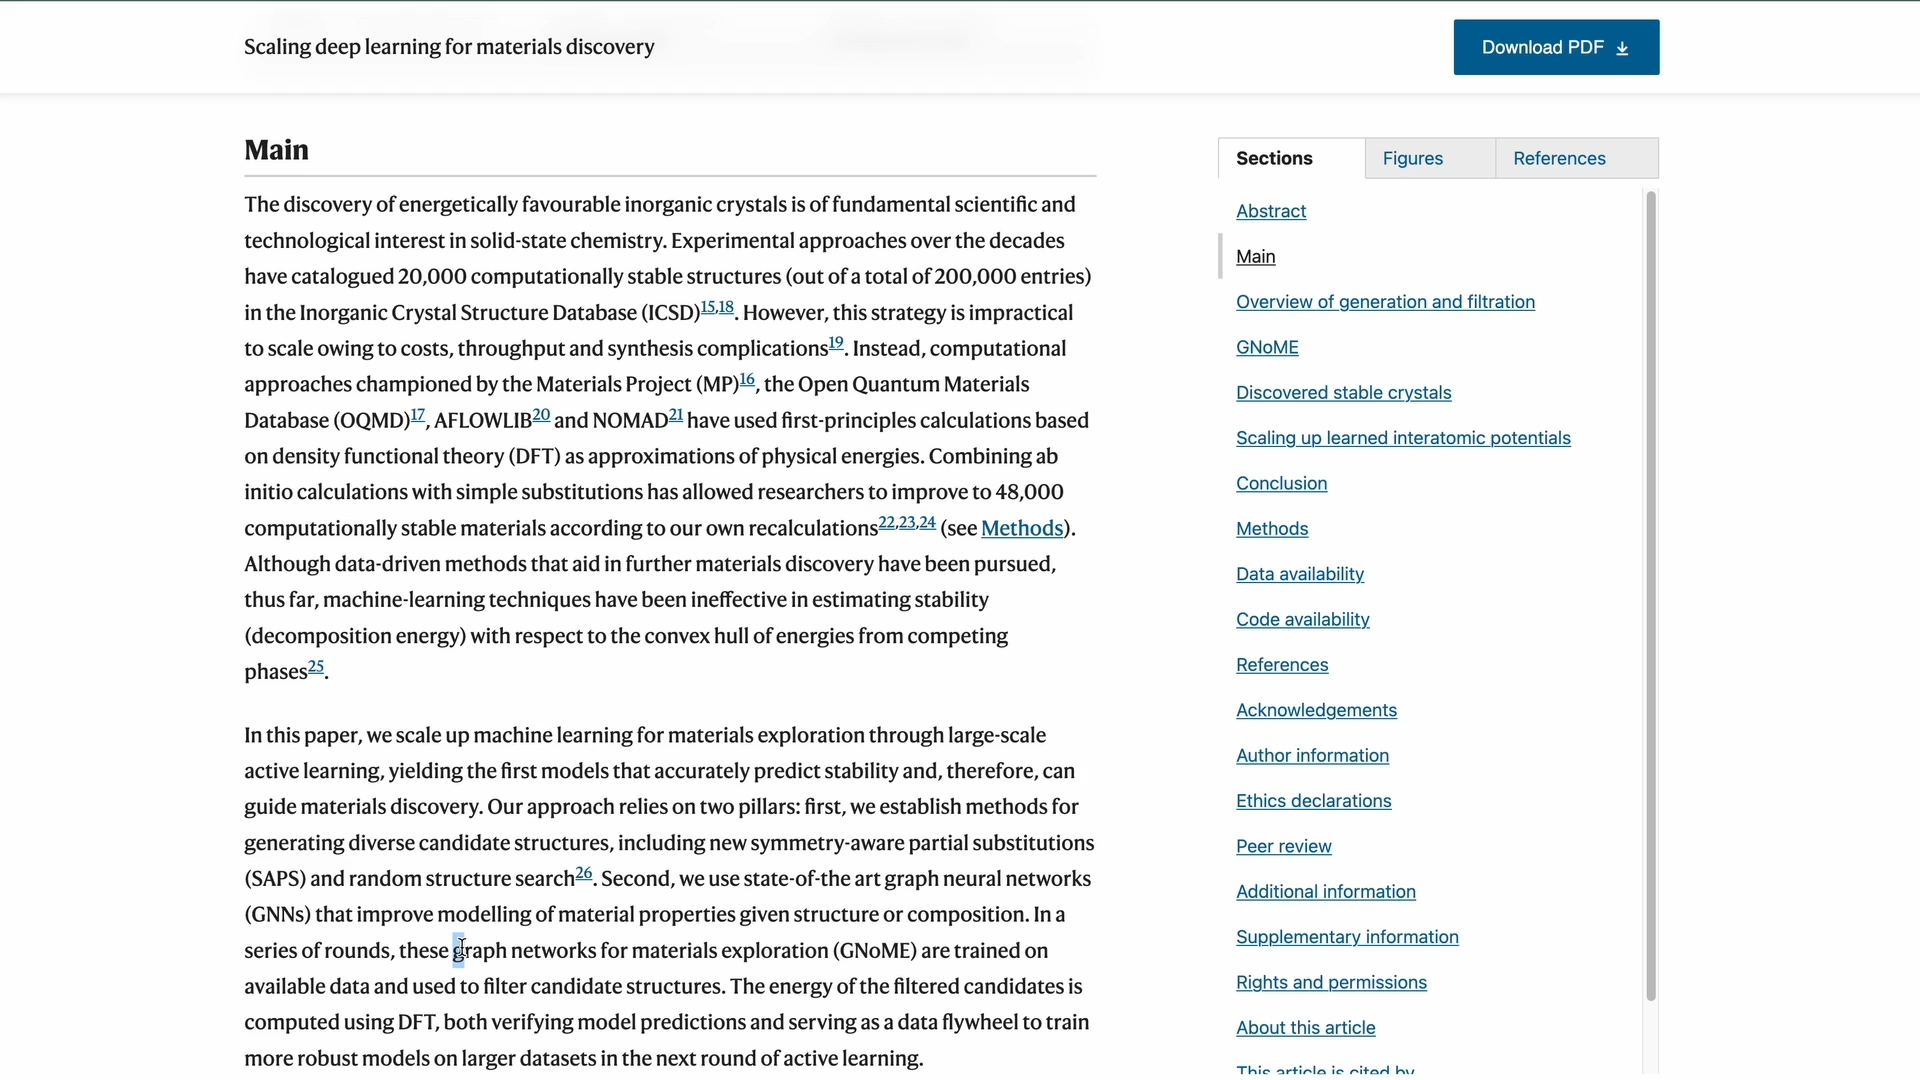 Scaling deep learning for materials discovery
Download PDF
Main
The discovery of energetically favourable inorganic crystals is of fundamental scientific and
technological interest in solid-state chemistry. Experimental approaches over the decades
have catalogued 20,000 computationally stable structures (out of a total of 200,000 entries)
in the Inorganic Crystal Structure Database (ICSD)15,18. However, this strategy is impractical
to scale owing to costs, throughput and synthesis complications19. Instead, computational
approaches championed by the Materials Project (MP)16, the Open Quantum Materials
Database (OQMD)17, AFLOWLIB20 and NOMAD21 have used first-principles calculations based
on density functional theory (DFT) as approximations of physical energies. Combining ab
initio calculations with simple substitutions has allowed researchers to improve to 48,000
computationally stable materials according to our own recalculations22,23,24 (see Methods).
Although data-driven methods that aid in further materials discovery have been pursued,
thus far, machine-learning techniques have been ineffective in estimating stability
(decomposition energy) with respect to the convex hull of energies from competing
phases25.
In this paper, we scale up machine learning for materials exploration through large-scale
active learning, yielding the first models that accurately predict stability and, therefore, can
guide materials discovery. Our approach relies on two pillars: first, we establish methods for
generating diverse candidate structures, including new symmetry-aware partial substitutions
(SAPS) and random structure search26. Second, we use state-of-the art graph neural networks
(GNNs) that improve modelling of material properties given structure or composition. In a
series of rounds, these graph networks for materials exploration (GNoME) are trained on
available data and used to filter candidate structures. The energy of the filtered candidates is
computed using DFT, both verifying model predictions and serving as a data flywheel to train
more robust models on larger datasets in the next round of active learning.
Sections
Figures
References
Abstract
Main
Overview of generation and filtration
GNoME
Discovered stable crystals
Scaling up learned interatomic potentials
Conclusion
Methods
Data availability
Code availability
References
Acknowledgements
Author information
Ethics declarations
Peer review
Additional information
Supplementary information
Rights and permissions
About this article
This article is cited by